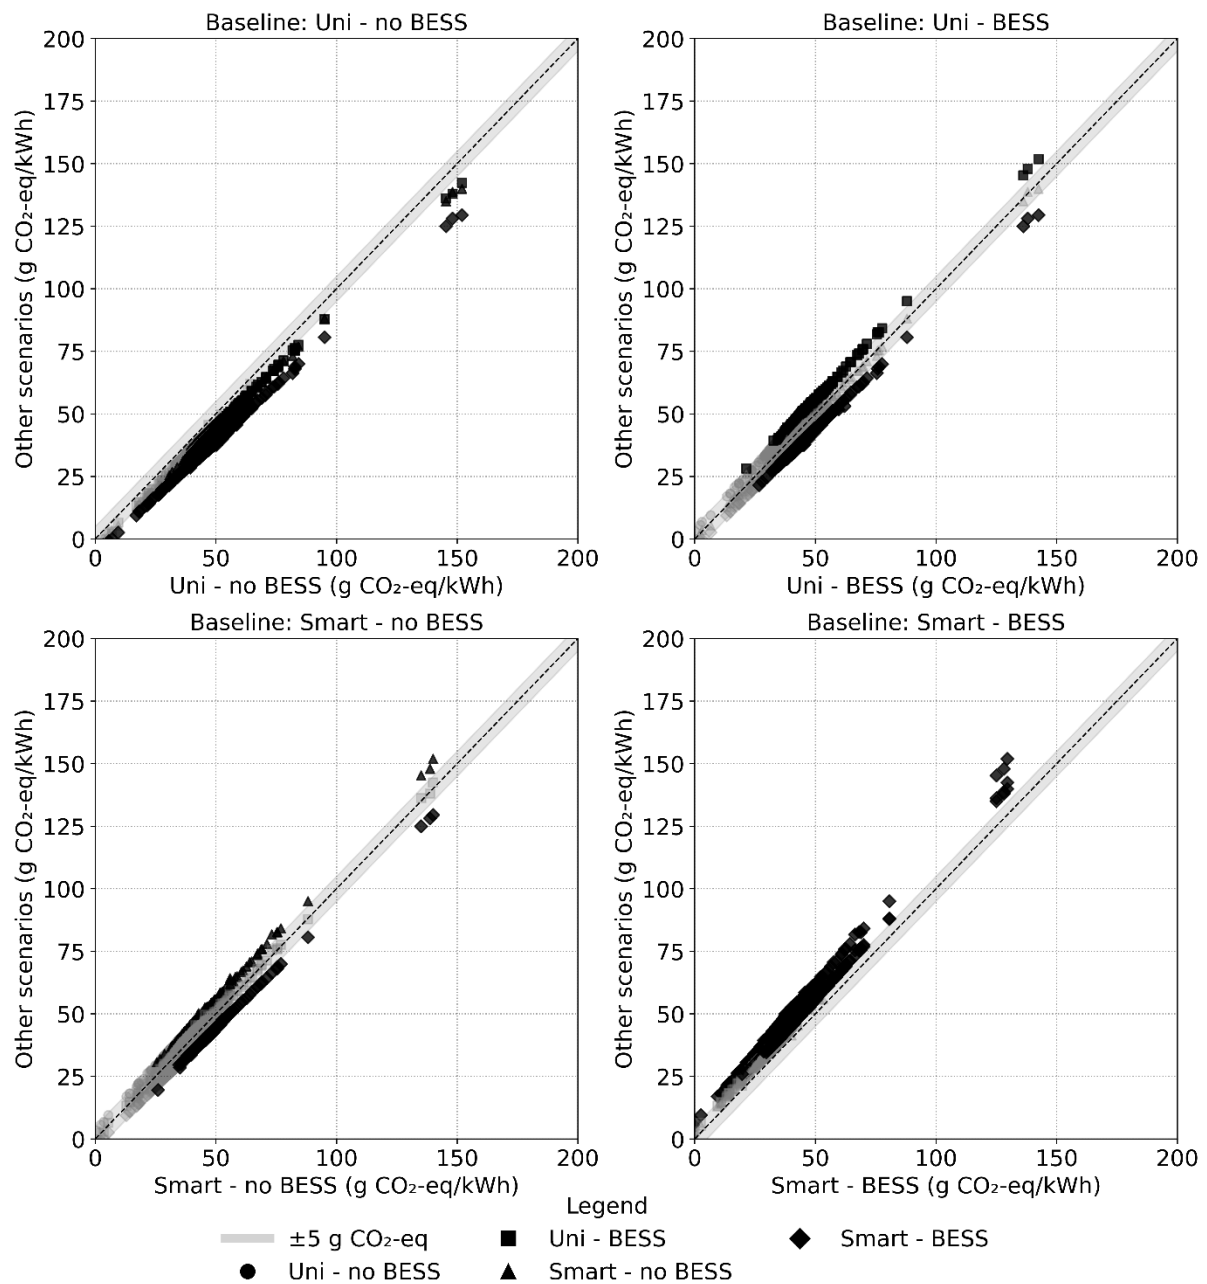 Baseline: Uni - no BESS
Baseline: Uni - BESS
Other scenarios (g CO₂-eq/kWh)
200
175
150
125
100
75
50
25
0
0 50 100 150 200
Uni - no BESS (g CO₂-eq/kWh)
Other scenarios (g CO₂-eq/kWh)
200
175
150
125
100
75
50
25
0
0 50 100 150 200
Uni - BESS (g CO₂-eq/kWh)
Baseline: Smart - no BESS
Baseline: Smart - BESS
Other scenarios (g CO₂-eq/kWh)
200
175
150
125
100
75
50
25
0
0 50 100 150 200
Smart - no BESS (g CO₂-eq/kWh)
Other scenarios (g CO₂-eq/kWh)
200
175
150
125
100
75
50
25
0
0 50 100 150 200
Smart - BESS (g CO₂-eq/kWh)
Legend
±5 g CO₂-eq
Uni - BESS
Smart - BESS
Uni - no BESS
Smart - no BESS